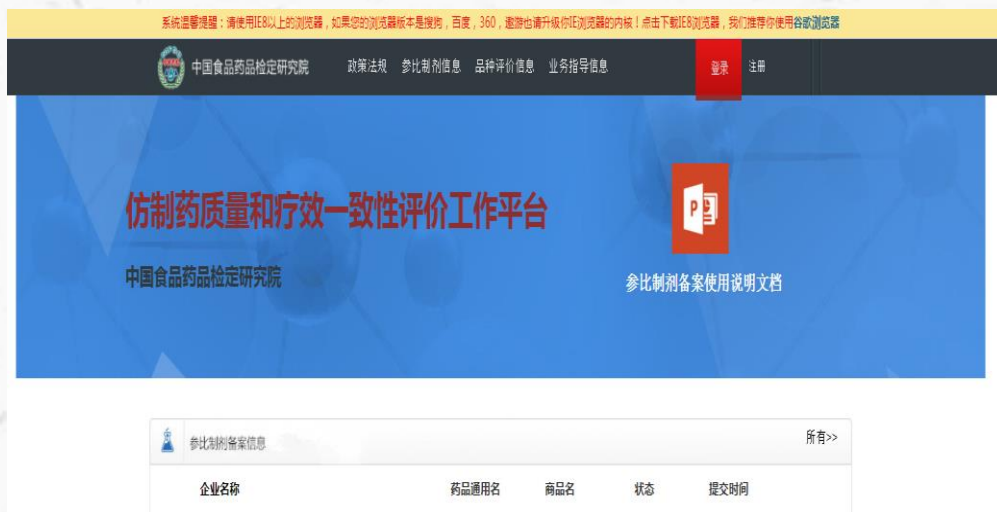 系统温馨提醒：请使用IE8以上的浏览器，如果您的浏览器版本是搜狗，百度，360，遨游也请升级你IE浏览器的内核！点击下载IE8浏览器，我们推荐你使用谷歌浏览器
中国食品药品检定研究院 政策法规 参比制剂信息 品种评价信息 业务指导信息 登录 注册
仿制药质量和疗效一致性评价工作平台
中国食品药品检定研究院
参比制剂备案使用说明文档
参比制剂备案信息 所有>>
企业名称 药品通用名 商品名 状态 提交时间